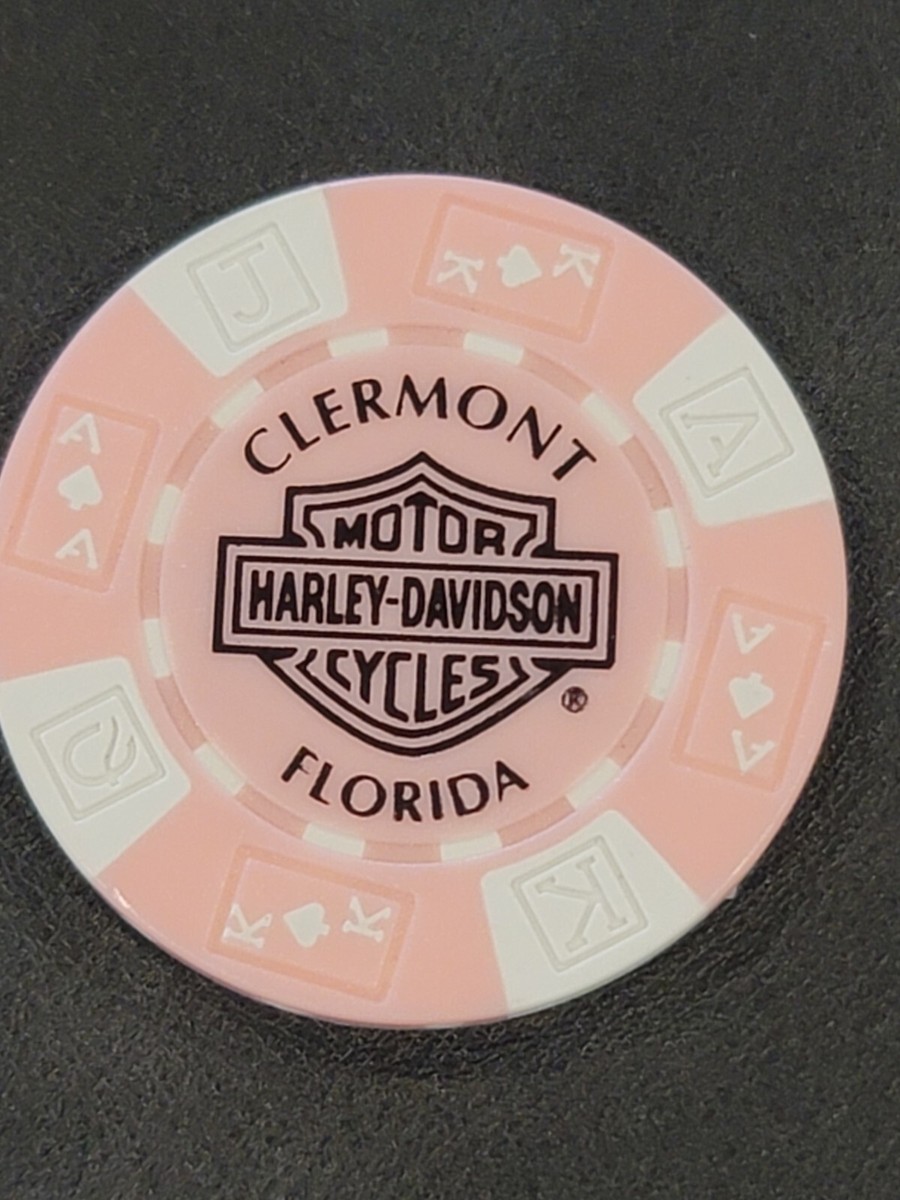 CLERMONT
MOTOR
HARLEY-DAVIDSON
CYCLES
®
FLORIDA
J
K K
A
A A
K
K K
Q
A A